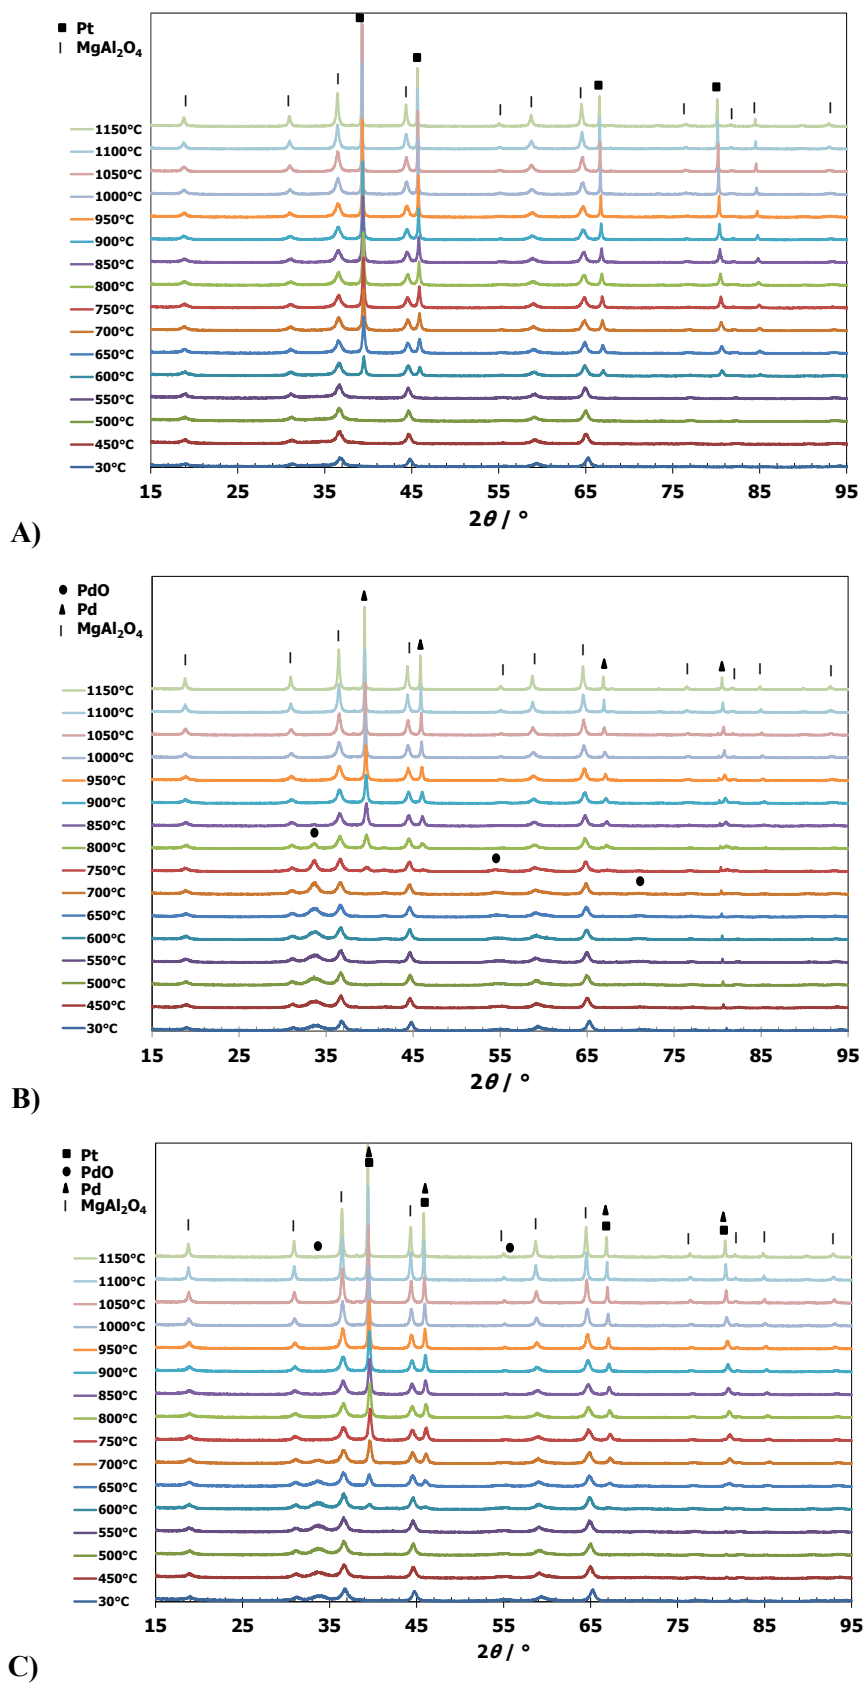 Pt
MgAl₂O₄
1150°C
1100°C
1050°C
1000°C
950°C
900°C
850°C
800°C
750°C
700°C
650°C
600°C
550°C
500°C
450°C
30°C
15 25 35 45 55 65 75 85 95
2θ / °
A)
PdO
Pd
MgAl₂O₄
1150°C
1100°C
1050°C
1000°C
950°C
900°C
850°C
800°C
750°C
700°C
650°C
600°C
550°C
500°C
450°C
30°C
15 25 35 45 55 65 75 85 95
2θ / °
B)
Pt
PdO
Pd
MgAl₂O₄
1150°C
1100°C
1050°C
1000°C
950°C
900°C
850°C
800°C
750°C
700°C
650°C
600°C
550°C
500°C
450°C
30°C
15 25 35 45 55 65 75 85 95
2θ / °
C)